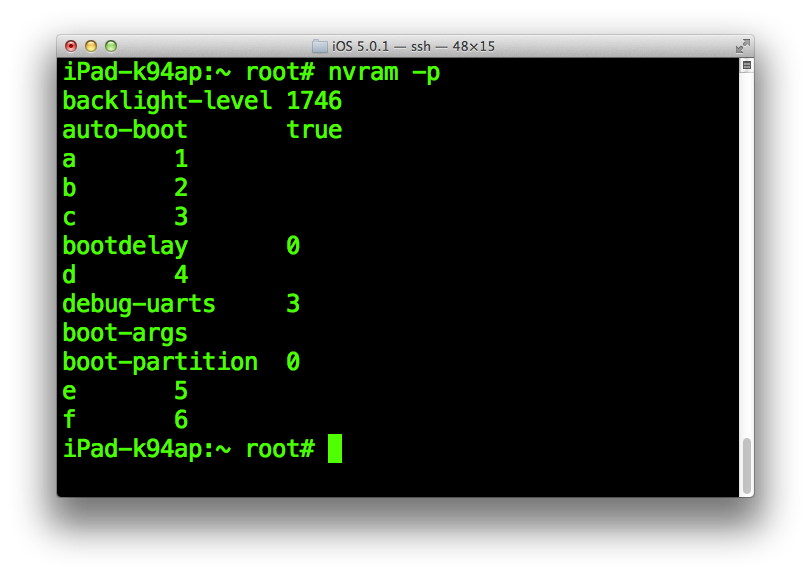 iOS 5.0.1 — ssh — 48×15
iPad-k94ap:~ root# nvram -p
backlight-level 1746
auto-boot       true
a       1
b       2
c       3
bootdelay       0
d       4
debug-uarts     3
boot-args
boot-partition  0
e       5
f       6
iPad-k94ap:~ root#